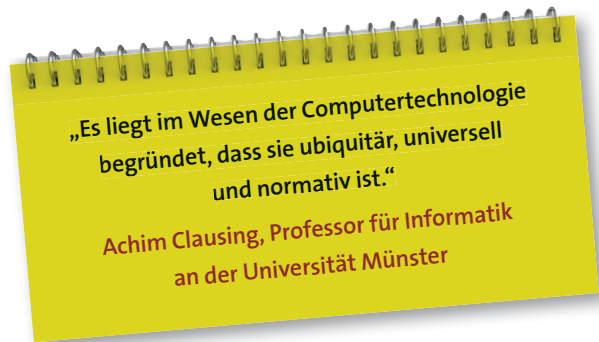 „Es liegt im Wesen der Computertechnologie
begründet, dass sie ubiquitär, universell
und normativ ist.“
Achim Clausing, Professor für Informatik
an der Universität Münster